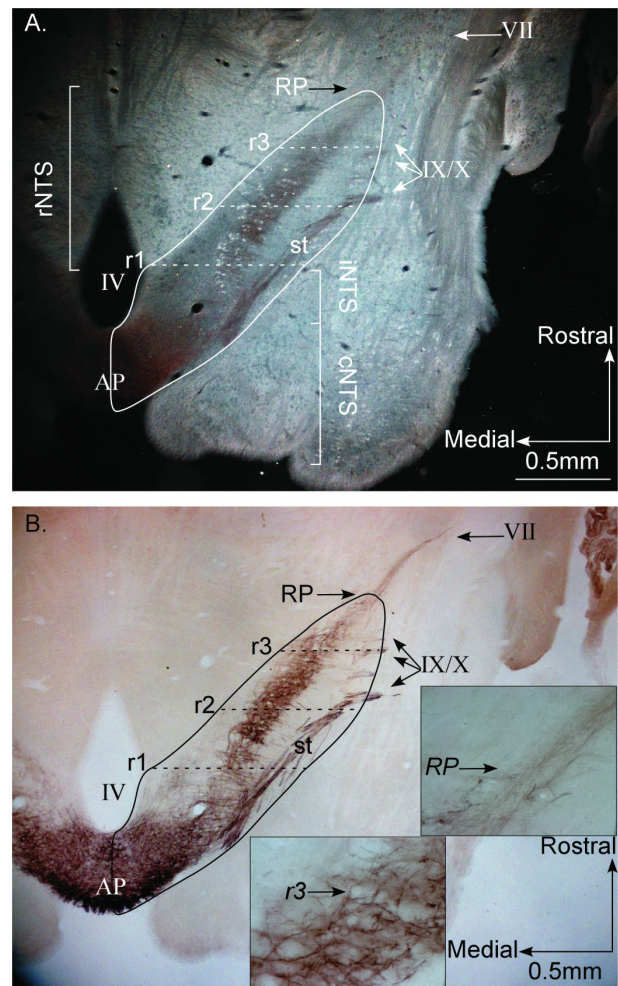 A.
VII
RP
r3
IX/X
rNTS
r2
st
r1
IV
iNTS
cNTS
AP
Rostral
Medial
0.5mm
B.
VII
RP
r3
IX/X
r2
st
r1
RP
IV
AP
r3
Rostral
Medial
0.5mm